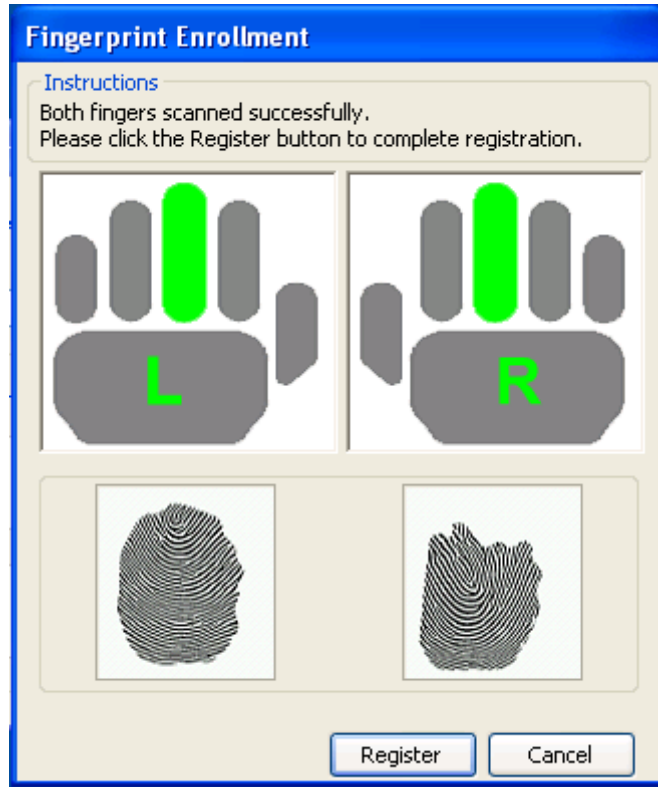 Fingerprint Enrollment
Instructions
Both fingers scanned successfully.
Please click the Register button to complete registration.
L
R
Register
Cancel